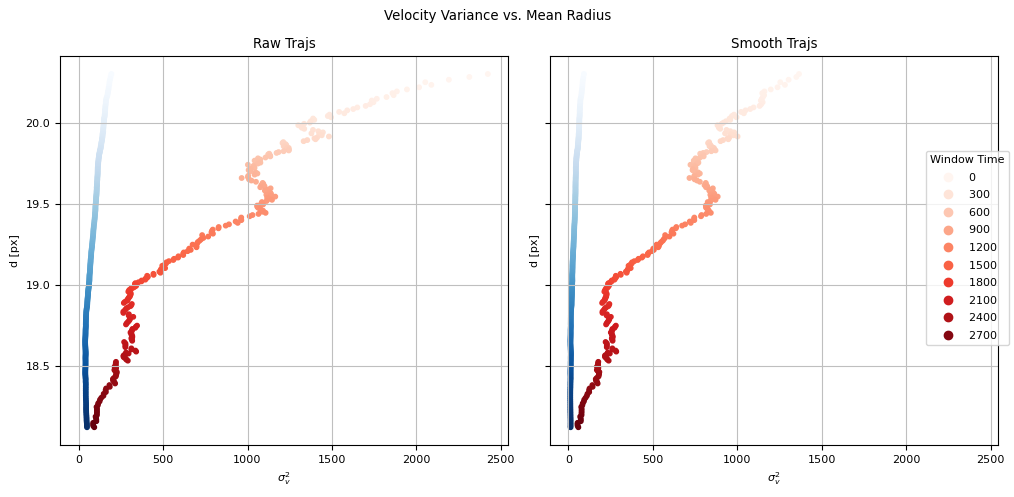 Velocity Variance vs. Mean Radius
Raw Trajs
Smooth Trajs
d [px]
20.0
19.5
19.0
18.5
0 500 1000 1500 2000 2500
σ²ᵥ
d [px]
0 500 1000 1500 2000 2500
σ²ᵥ
Window Time
0
300
600
900
1200
1500
1800
2100
2400
2700